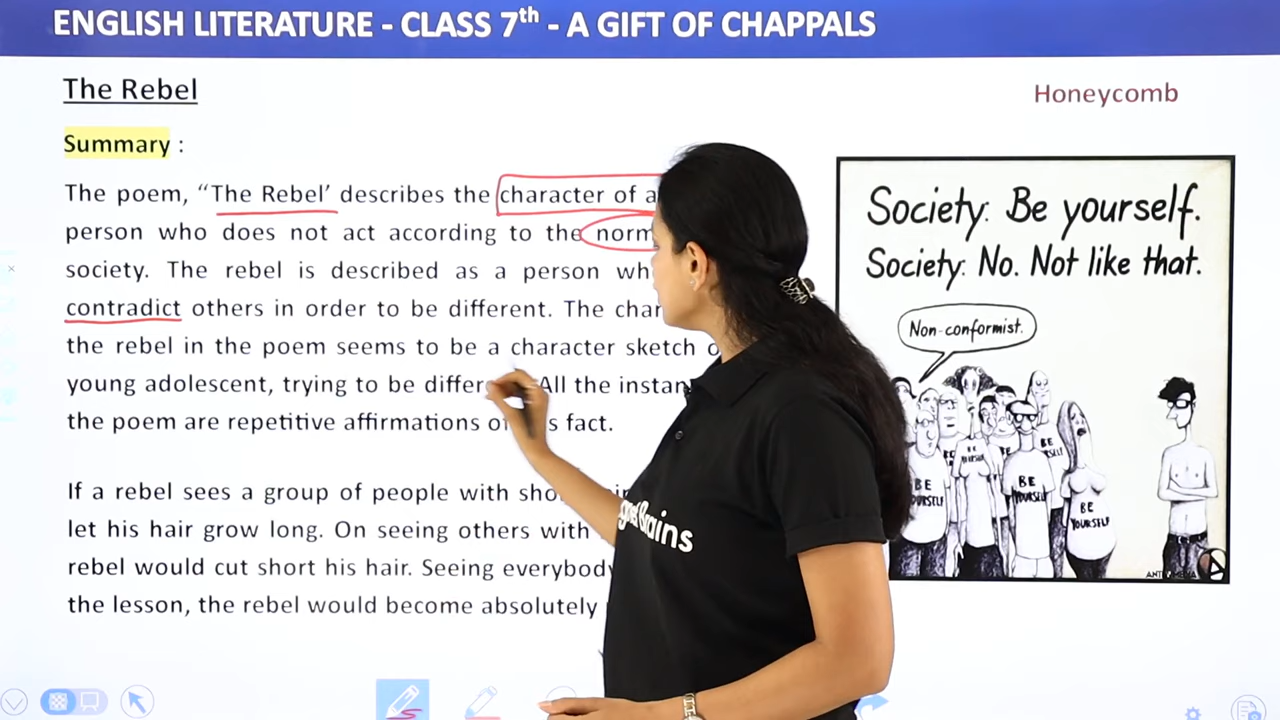 ENGLISH LITERATURE - CLASS 7th - A GIFT OF CHAPPALS
The Rebel
Honeycomb
Summary :
The poem, “The Rebel’ describes the character of a
person who does not act according to the norm
society. The rebel is described as a person wh
contradict others in order to be different. The char
the rebel in the poem seems to be a character sketch o
young adolescent, trying to be differ All the instan
the poem are repetitive affirmations o s fact.
If a rebel sees a group of people with sho
let his hair grow long. On seeing others with
rebel would cut short his hair. Seeing everybody
the lesson, the rebel would become absolutely
Society: Be yourself.
Society: No. Not like that.
Non-conformist.
BE
YOURSELF
BE
YOURSELF
BE
YOURSELF
Brains